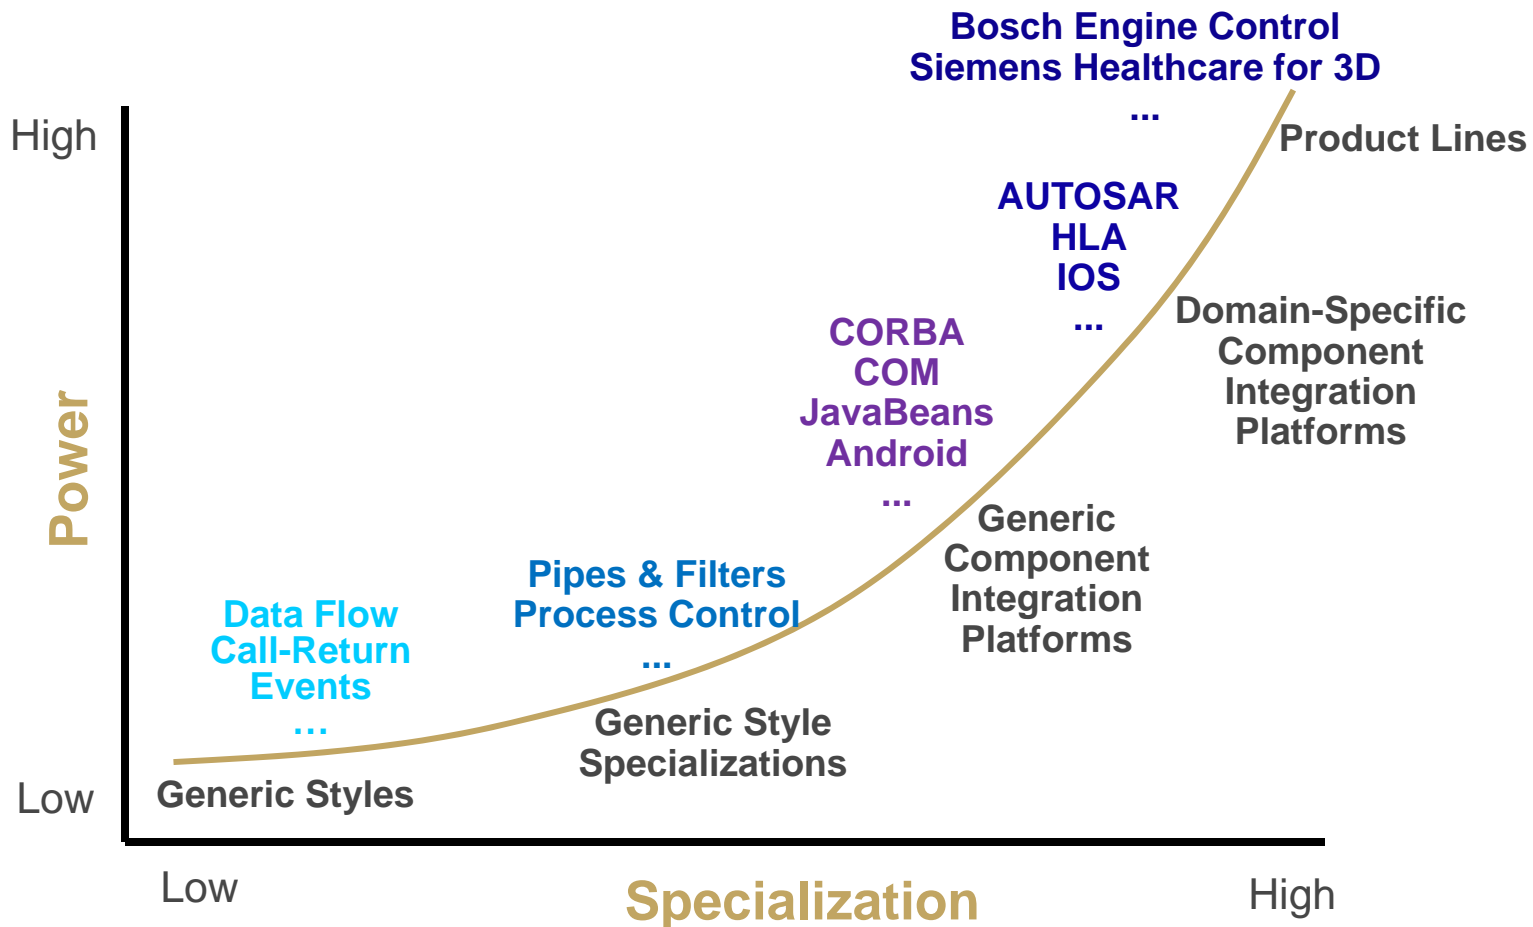 Bosch Engine Control
Siemens Healthcare for 3D
...
High
Product Lines
AUTOSAR
HLA
IOS
...
Domain-Specific
Component
Integration
Platforms
CORBA
COM
JavaBeans
Android
...
Power
Generic
Component
Integration
Platforms
Pipes & Filters
Process Control
...
Data Flow
Call-Return
Events
...
Generic Style
Specializations
Generic Styles
Low
Low
Specialization
High